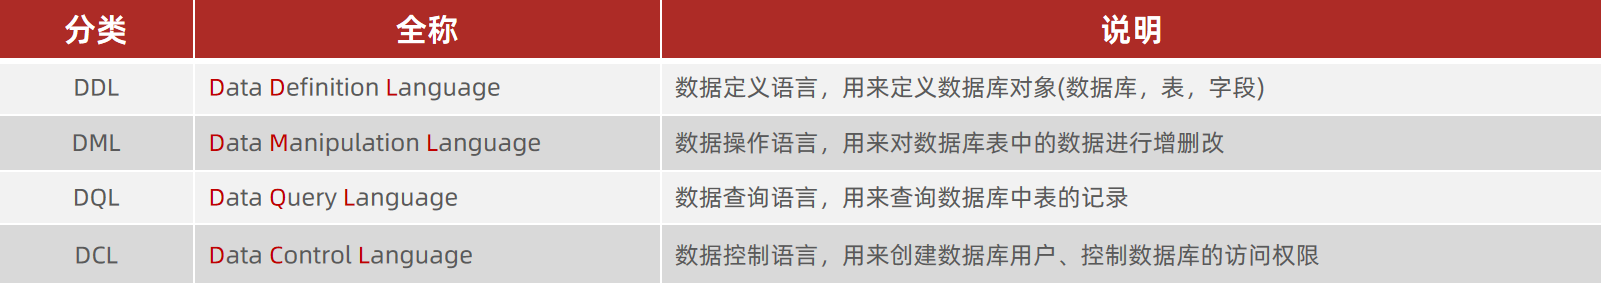 分类 全称 说明
DDL Data Definition Language 数据定义语言，用来定义数据库对象(数据库，表，字段)
DML Data Manipulation Language 数据操作语言，用来对数据库表中的数据进行增删改
DQL Data Query Language 数据查询语言，用来查询数据库中表的记录
DCL Data Control Language 数据控制语言，用来创建数据库用户、控制数据库的访问权限